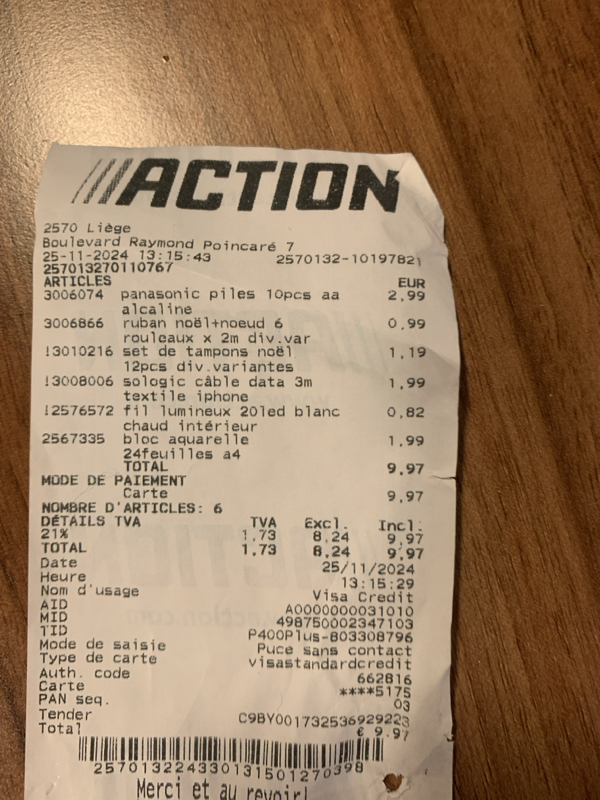 ///ACTION
2570 Liège
Boulevard Raymond Poincaré 7
25-11-2024 13:15:43 2570132-10197821
257013270110767
ARTICLES EUR
3006074 panasonic piles 10pcs aa 2,99
alcaline
3006866 ruban noël+noeud 6 0,99
rouleaux x 2m div.var
!3010216 set de tampons noël 1,19
12pcs div.variantes
!3008006 sologic câble data 3m 1,99
textile iphone
!2576572 fil lumineux 20led blanc 0,82
chaud intérieur
2567335 bloc aquarelle 1,99
24feuilles a4
TOTAL 9,97
MODE DE PAIEMENT
Carte 9,97
NOMBRE D'ARTICLES: 6
DÉTAILS TVA TVA Excl. Incl.
21% 1,73 8,24 9,97
TOTAL 1,73 8,24 9,97
Date 25/11/2024
Heure 13:15:29
Nom d'usage Visa Credit
AID A0000000031010
MID 498750002347103
TID P400Plus-803308796
Mode de saisie Puce sans contact
Type de carte visastandardcredit
Auth. code 662816
Carte ****5175
PAN seq. 03
Tender C9BY001732536929223
Total € 9.97
257013224330131501270398
Merci et au revoir!